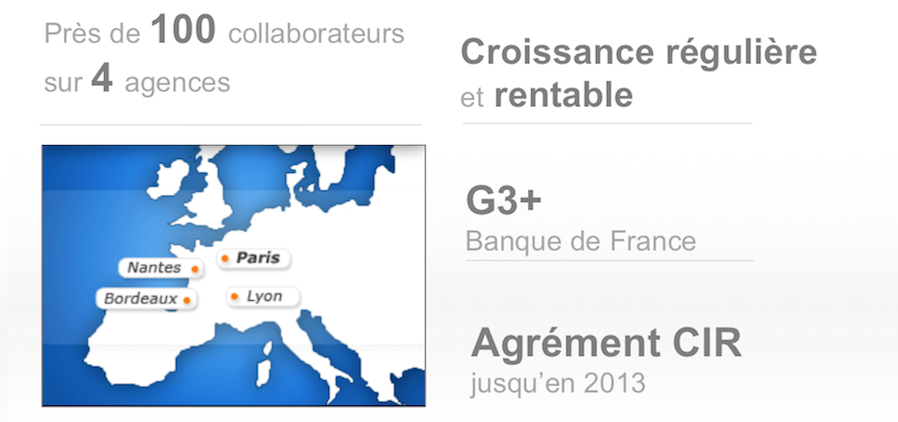 Près de 100 collaborateurs
sur 4 agences
Croissance régulière
et rentable
Nantes
Paris
Bordeaux
Lyon
G3+
Banque de France
Agrément CIR
jusqu’en 2013